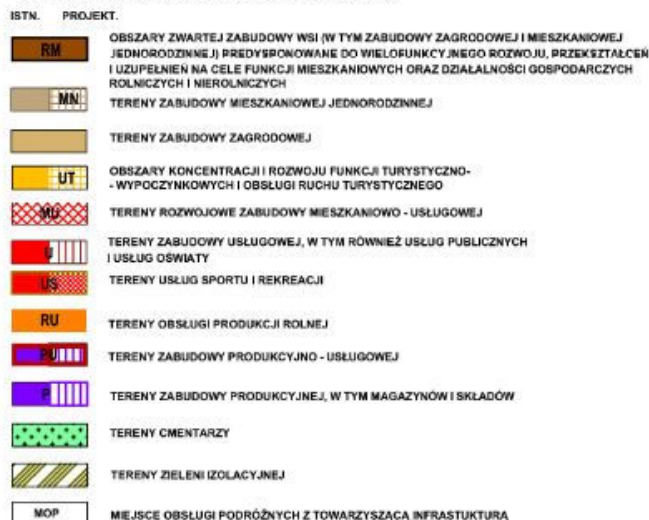 ISTN. PROJEKT.
RM OBSZARY ZWARTEJ ZABUDOWY WSI (W TYM ZABUDOWY ZAGRODOWEJ I MIESZKANIOWEJ
JEDNORODZINNEJ) PREDYSPONOWANE DO WIELOFUNKCYJNEGO ROZWOJU, PRZEKSZTAŁCEŃ
I UZUPEŁNIEŃ NA CELE FUNKCJI MIESZKANIOWYCH ORAZ DZIAŁALNOŚCI GOSPODARCZYCH
ROLNICZYCH I NIEROLNICZYCH
MN TERENY ZABUDOWY MIESZKANIOWEJ JEDNORODZINNEJ
TERENY ZABUDOWY ZAGRODOWEJ
UT OBSZARY KONCENTRACJI I ROZWOJU FUNKCJI TURYSTYCZNO-
- WYPOCZYNKOWYCH I OBSŁUGI RUCHU TURYSTYCZNEGO
MU TERENY ROZWOJOWE ZABUDOWY MIESZKANIOWO - USŁUGOWEJ
U TERENY ZABUDOWY USŁUGOWEJ, W TYM RÓWNIEŻ USŁUG PUBLICZNYCH
I USŁUG OŚWIATY
US TERENY USŁUG SPORTU I REKREACJI
RU TERENY OBSŁUGI PRODUKCJI ROLNEJ
PU TERENY ZABUDOWY PRODUKCYJNO - USŁUGOWEJ
P TERENY ZABUDOWY PRODUKCYJNEJ, W TYM MAGAZYNÓW I SKŁADÓW
TERENY CMENTARZY
TERENY ZIELENI IZOLACYJNEJ
MOP MIEJSCE OBSŁUGI PODRÓŻNYCH Z TOWARZYSZĄCĄ INFRASTUKTURĄ